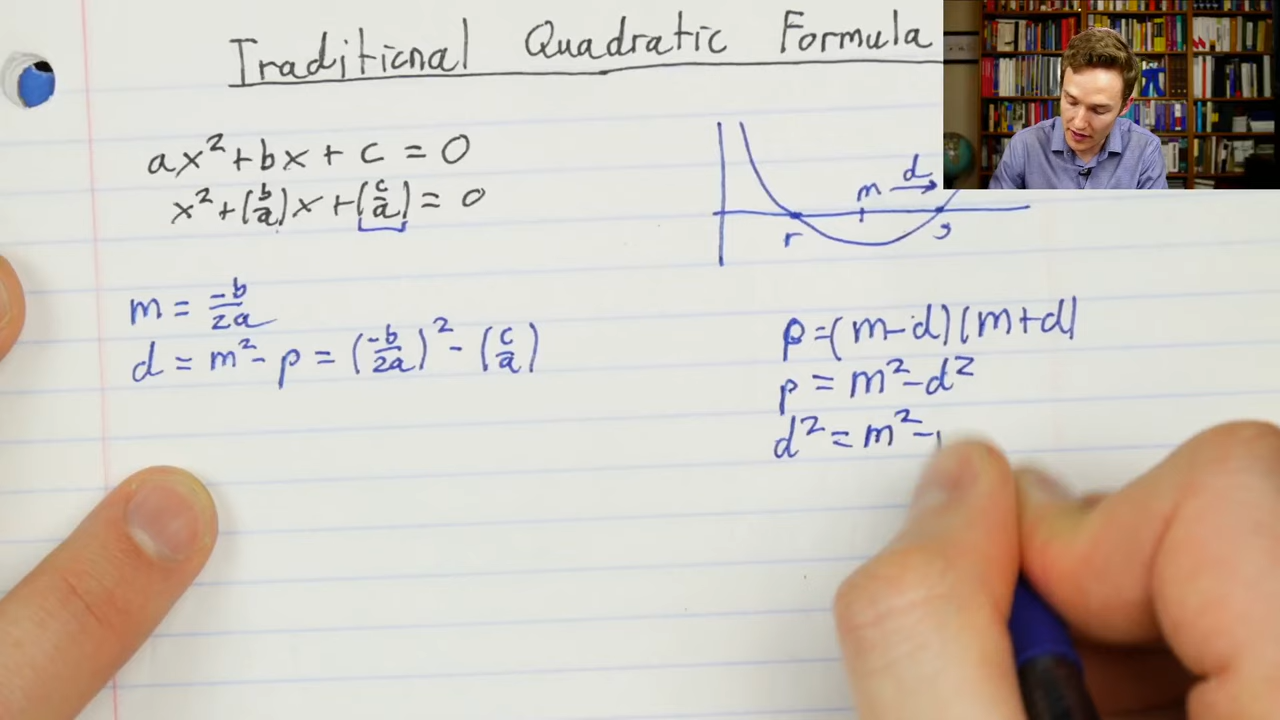 Traditional Quadratic Formula
ax² + bx + c = 0
x² + (b/a)x + (c/a) = 0
m d
r s
m = -b/2a
d = m² - p = (-b/2a)² - (c/a)
p = (m-d)(m+d)
p = m² - d²
d² = m² -